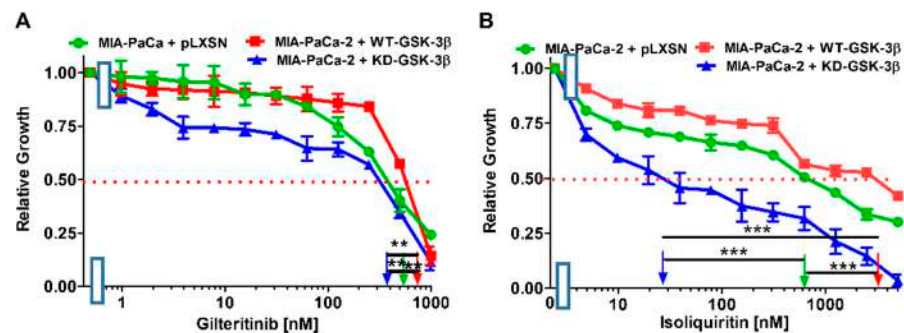 A
MIA-PaCa + pLXSN
MIA-PaCa-2 + WT-GSK-3β
MIA-PaCa-2 + KD-GSK-3β
Relative Growth
1.00
0.75
0.50
0.25
0.00
**
**
**
1
10
100
1000
Gilteritinib [nM]
B
MIA-PaCa-2 + pLXSN
MIA-PaCa-2 + WT-GSK-3β
MIA-PaCa-2 + KD-GSK-3β
Relative Growth
1.00
0.75
0.50
0.25
0.00
***
***
***
10
1000
Isoliquiritin [nM]